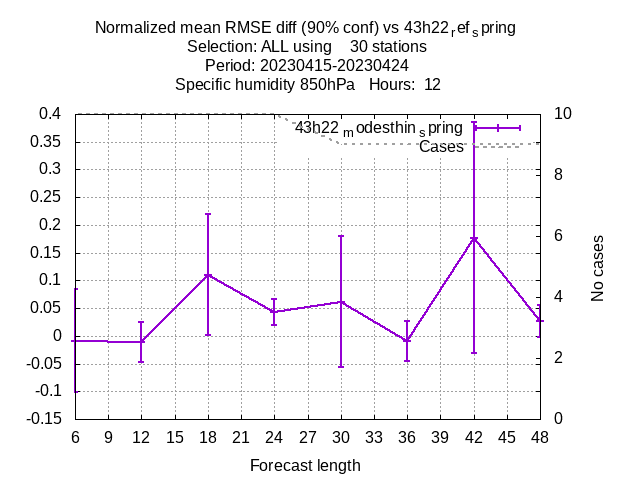 Normalized mean RMSE diff (90% conf) vs 43h22refspring
Selection: ALL using 30 stations
Period: 20230415-20230424
Specific humidity 850hPa Hours: 12
43h22modesthinspring
Cases
0.4
0.35
0.3
0.25
0.2
0.15
0.1
0.05
0
-0.05
-0.1
-0.15
10
8
6
4
2
0
No cases
6 9 12 15 18 21 24 27 30 33 36 39 42 45 48
Forecast length